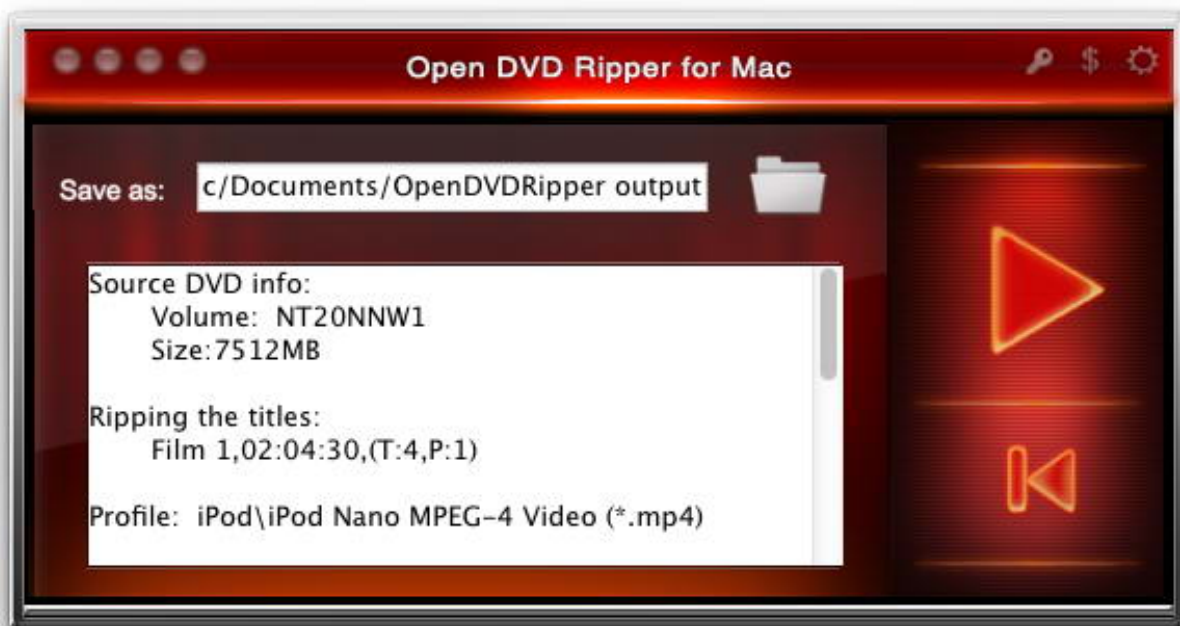 Open DVD Ripper for Mac
$
Save as: c/Documents/OpenDVDRipper output
Source DVD info:
Volume: NT20NNW1
Size:7512MB
Ripping the titles:
Film 1,02:04:30,(T:4,P:1)
Profile: iPod\iPod Nano MPEG-4 Video (*.mp4)